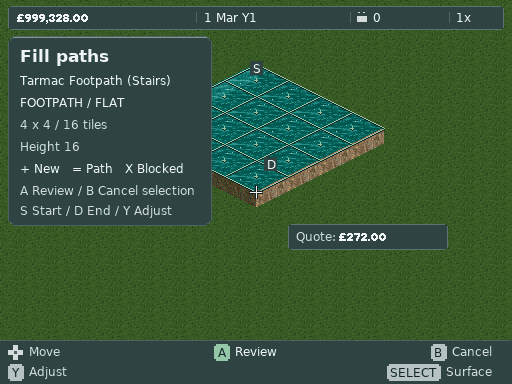 £999,328.00 1 Mar Y1 0 1x
Fill paths
Tarmac Footpath (Stairs)
FOOTPATH / FLAT
4 x 4 / 16 tiles
Height 16
+ New = Path X Blocked
A Review / B Cancel selection
S Start / D End / Y Adjust
S
D
Quote: £272.00
Move A Review B Cancel
Y Adjust SELECT Surface